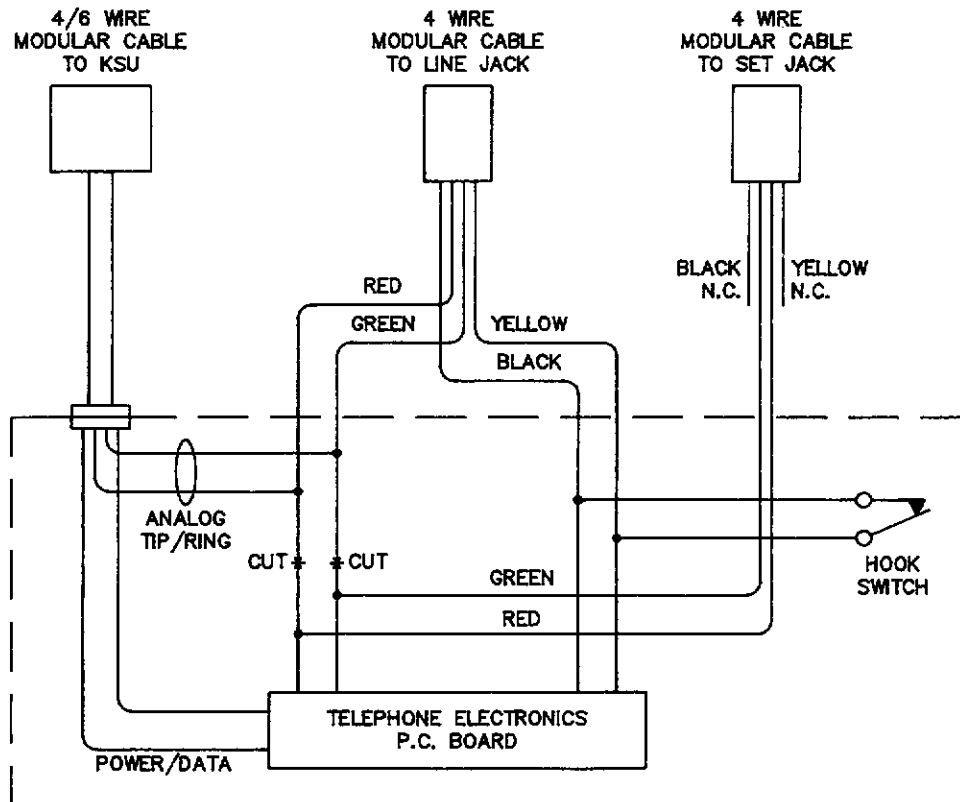 4/6 WIRE
MODULAR CABLE
TO KSU
4 WIRE
MODULAR CABLE
TO LINE JACK
4 WIRE
MODULAR CABLE
TO SET JACK
BLACK
N.C.
YELLOW
N.C.
RED
GREEN
YELLOW
BLACK
ANALOG
TIP/RING
CUT
CUT
HOOK
SWITCH
GREEN
RED
TELEPHONE ELECTRONICS
P.C. BOARD
POWER/DATA